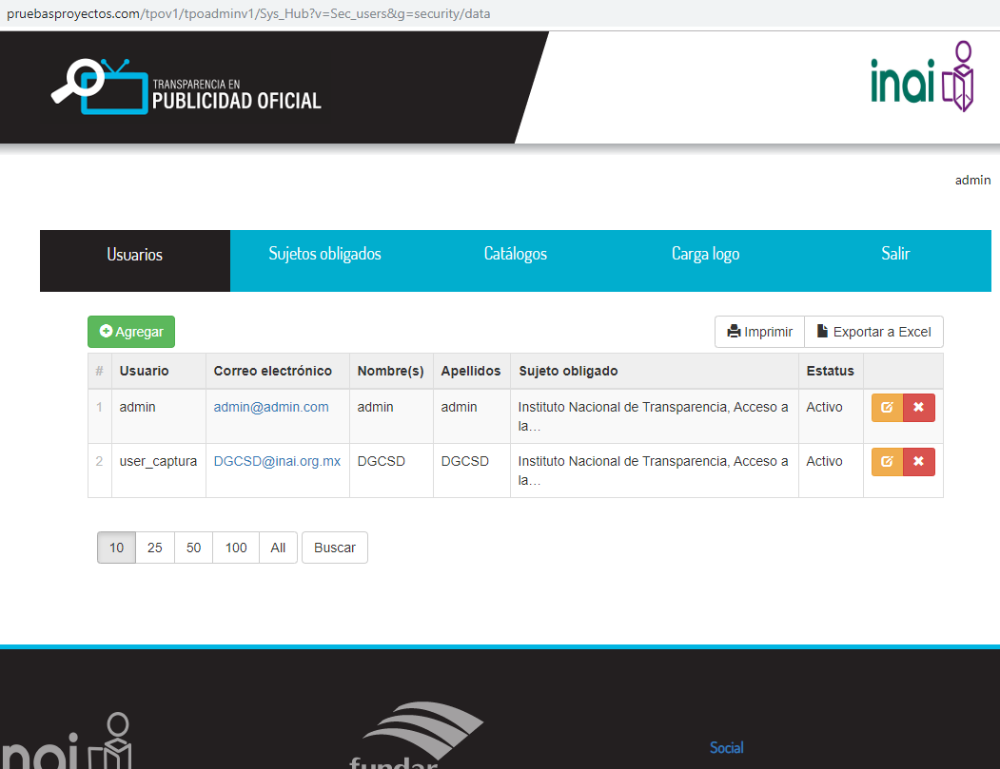 pruebasproyectos.com/tpov1/tpoadminv1/Sys_Hub?v=Sec_users&g=security/data
TRANSPARENCIA EN
PUBLICIDAD OFICIAL
inai
admin
Usuarios Sujetos obligados Catálogos Carga logo Salir
Agregar Imprimir Exportar a Excel
# Usuario Correo electrónico Nombre(s) Apellidos Sujeto obligado Estatus
1 admin admin@admin.com admin admin Instituto Nacional de Transparencia, Acceso a Activo
la…
2 user_captura DGCSD@inai.org.mx DGCSD DGCSD Instituto Nacional de Transparencia, Acceso a Activo
la…
10 25 50 100 All Buscar
inai
fundar
Social